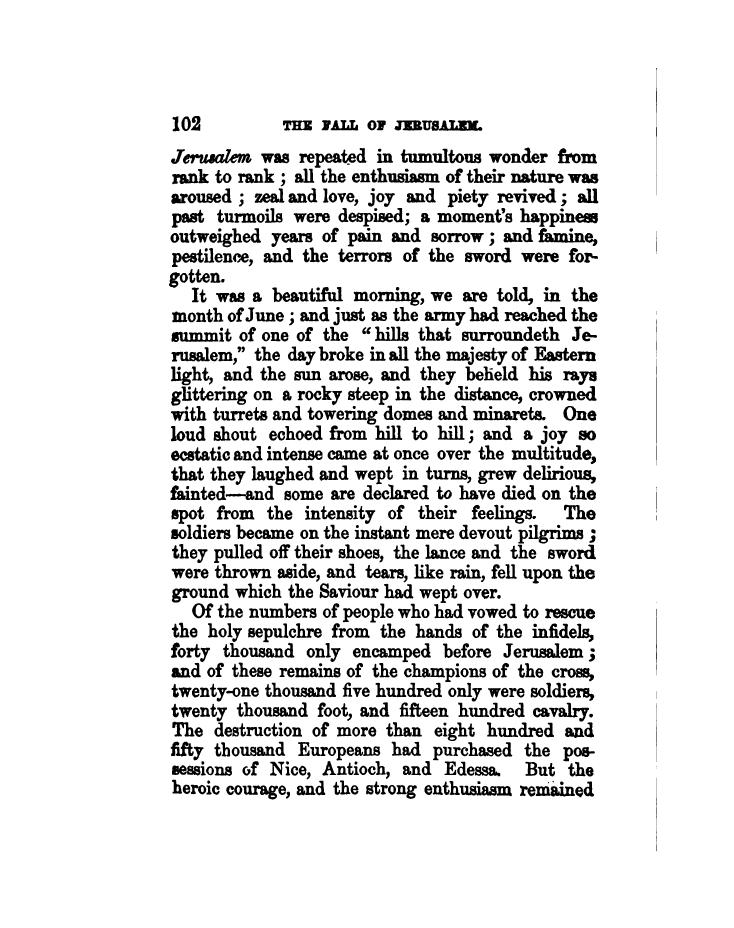 102 THE FALL OF JERUSALEM.
Jerusalem was repeated in tumultous wonder from
rank to rank ; all the enthusiasm of their nature was
aroused ; zeal and love, joy and piety revived ; all
past turmoils were despised; a moment's happiness
outweighed years of pain and sorrow ; and famine,
pestilence, and the terrors of the sword were for-
gotten.
It was a beautiful morning, we are told, in the
month of June ; and just as the army had reached the
summit of one of the “ hills that surroundeth Je-
rusalem,” the day broke in all the majesty of Eastern
light, and the sun arose, and they beheld his rays
glittering on a rocky steep in the distance, crowned
with turrets and towering domes and minarets. One
loud shout echoed from hill to hill ; and a joy so
ecstatic and intense came at once over the multitude,
that they laughed and wept in turns, grew delirious,
fainted—and some are declared to have died on the
spot from the intensity of their feelings. The
soldiers became on the instant mere devout pilgrims ;
they pulled off their shoes, the lance and the sword
were thrown aside, and tears, like rain, fell upon the
ground which the Saviour had wept over.
Of the numbers of people who had vowed to rescue
the holy sepulchre from the hands of the infidels,
forty thousand only encamped before Jerusalem ;
and of these remains of the champions of the cross,
twenty-one thousand five hundred only were soldiers,
twenty thousand foot, and fifteen hundred cavalry.
The destruction of more than eight hundred and
fifty thousand Europeans had purchased the pos-
sessions of Nice, Antioch, and Edessa. But the
heroic courage, and the strong enthusiasm remained